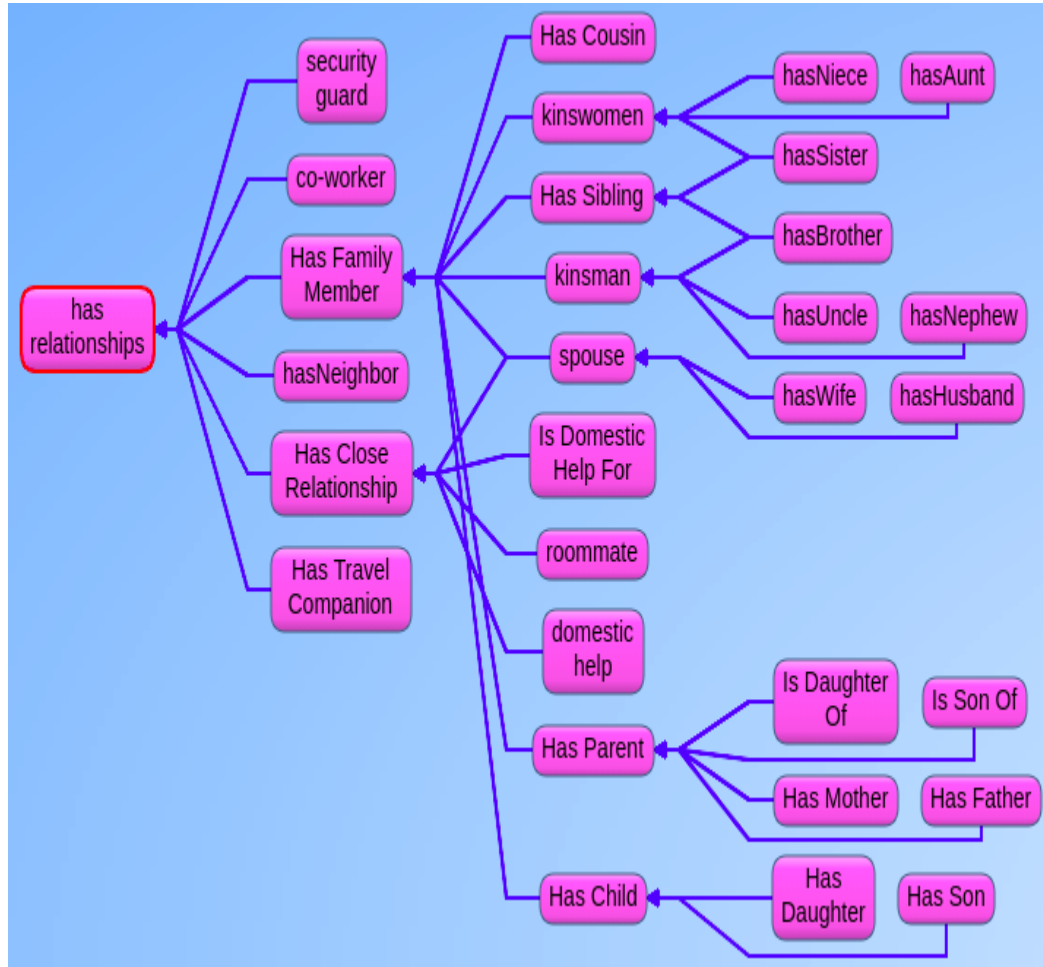 has
relationships
security
guard
co-worker
Has Family
Member
hasNeighbor
Has Close
Relationship
Has Travel
Companion
Has Cousin
kinswomen
Has Sibling
kinsman
spouse
Is Domestic
Help For
roommate
domestic
help
Has Parent
Has Child
hasNiece
hasAunt
hasSister
hasBrother
hasUncle
hasNephew
hasWife
hasHusband
Is Daughter
Of
Is Son Of
Has Mother
Has Father
Has
Daughter
Has Son